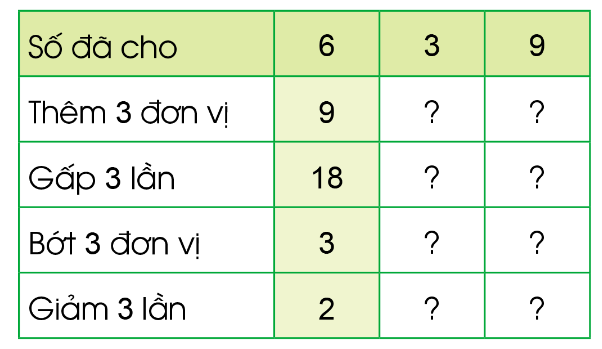 Số đã cho 6 3 9
Thêm 3 đơn vị 9 ? ?
Gấp 3 lần 18 ? ?
Bớt 3 đơn vị 3 ? ?
Giảm 3 lần 2 ? ?